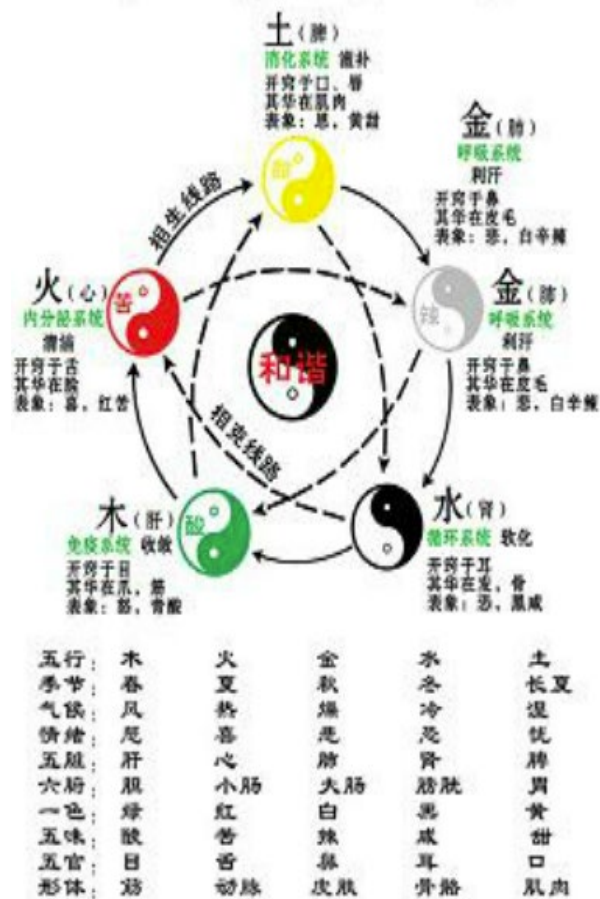 土(脾)
消化系统 滋补
开窍于口、唇
其华在肌肉
表象：思，黄甜
金(肺)
呼吸系统
利汗
开窍于鼻
其华在皮毛
表象：悲，白辛辣
相生线路
甜
火(心)
内分泌系统
清油
开窍于舌
其华在脸
表象：喜，红苦
苦
和谐
辣
金(肺)
呼吸系统
利汗
开窍于鼻
其华在皮毛
表象：悲，白辛辣
相克线路
木(肝)
免疫系统 收敛
开窍于目
其华在爪，筋
表象：怒，青酸
酸
水(肾)
循环系统 软化
开窍于耳
其华在发，骨
表象：恐，黑咸
五行： 木 火 金 水 土
季节： 春 夏 秋 冬 长夏
气候： 风 热 燥 冷 湿
情绪： 怒 喜 悲 恐 忧
五脏： 肝 心 肺 肾 脾
六腑： 胆 小肠 大肠 膀胱 胃
一色： 绿 红 白 黑 黄
五味： 酸 苦 辣 咸 甜
五官： 目 舌 鼻 耳 口
形体： 筋 动脉 皮肤 骨骼 肌肉